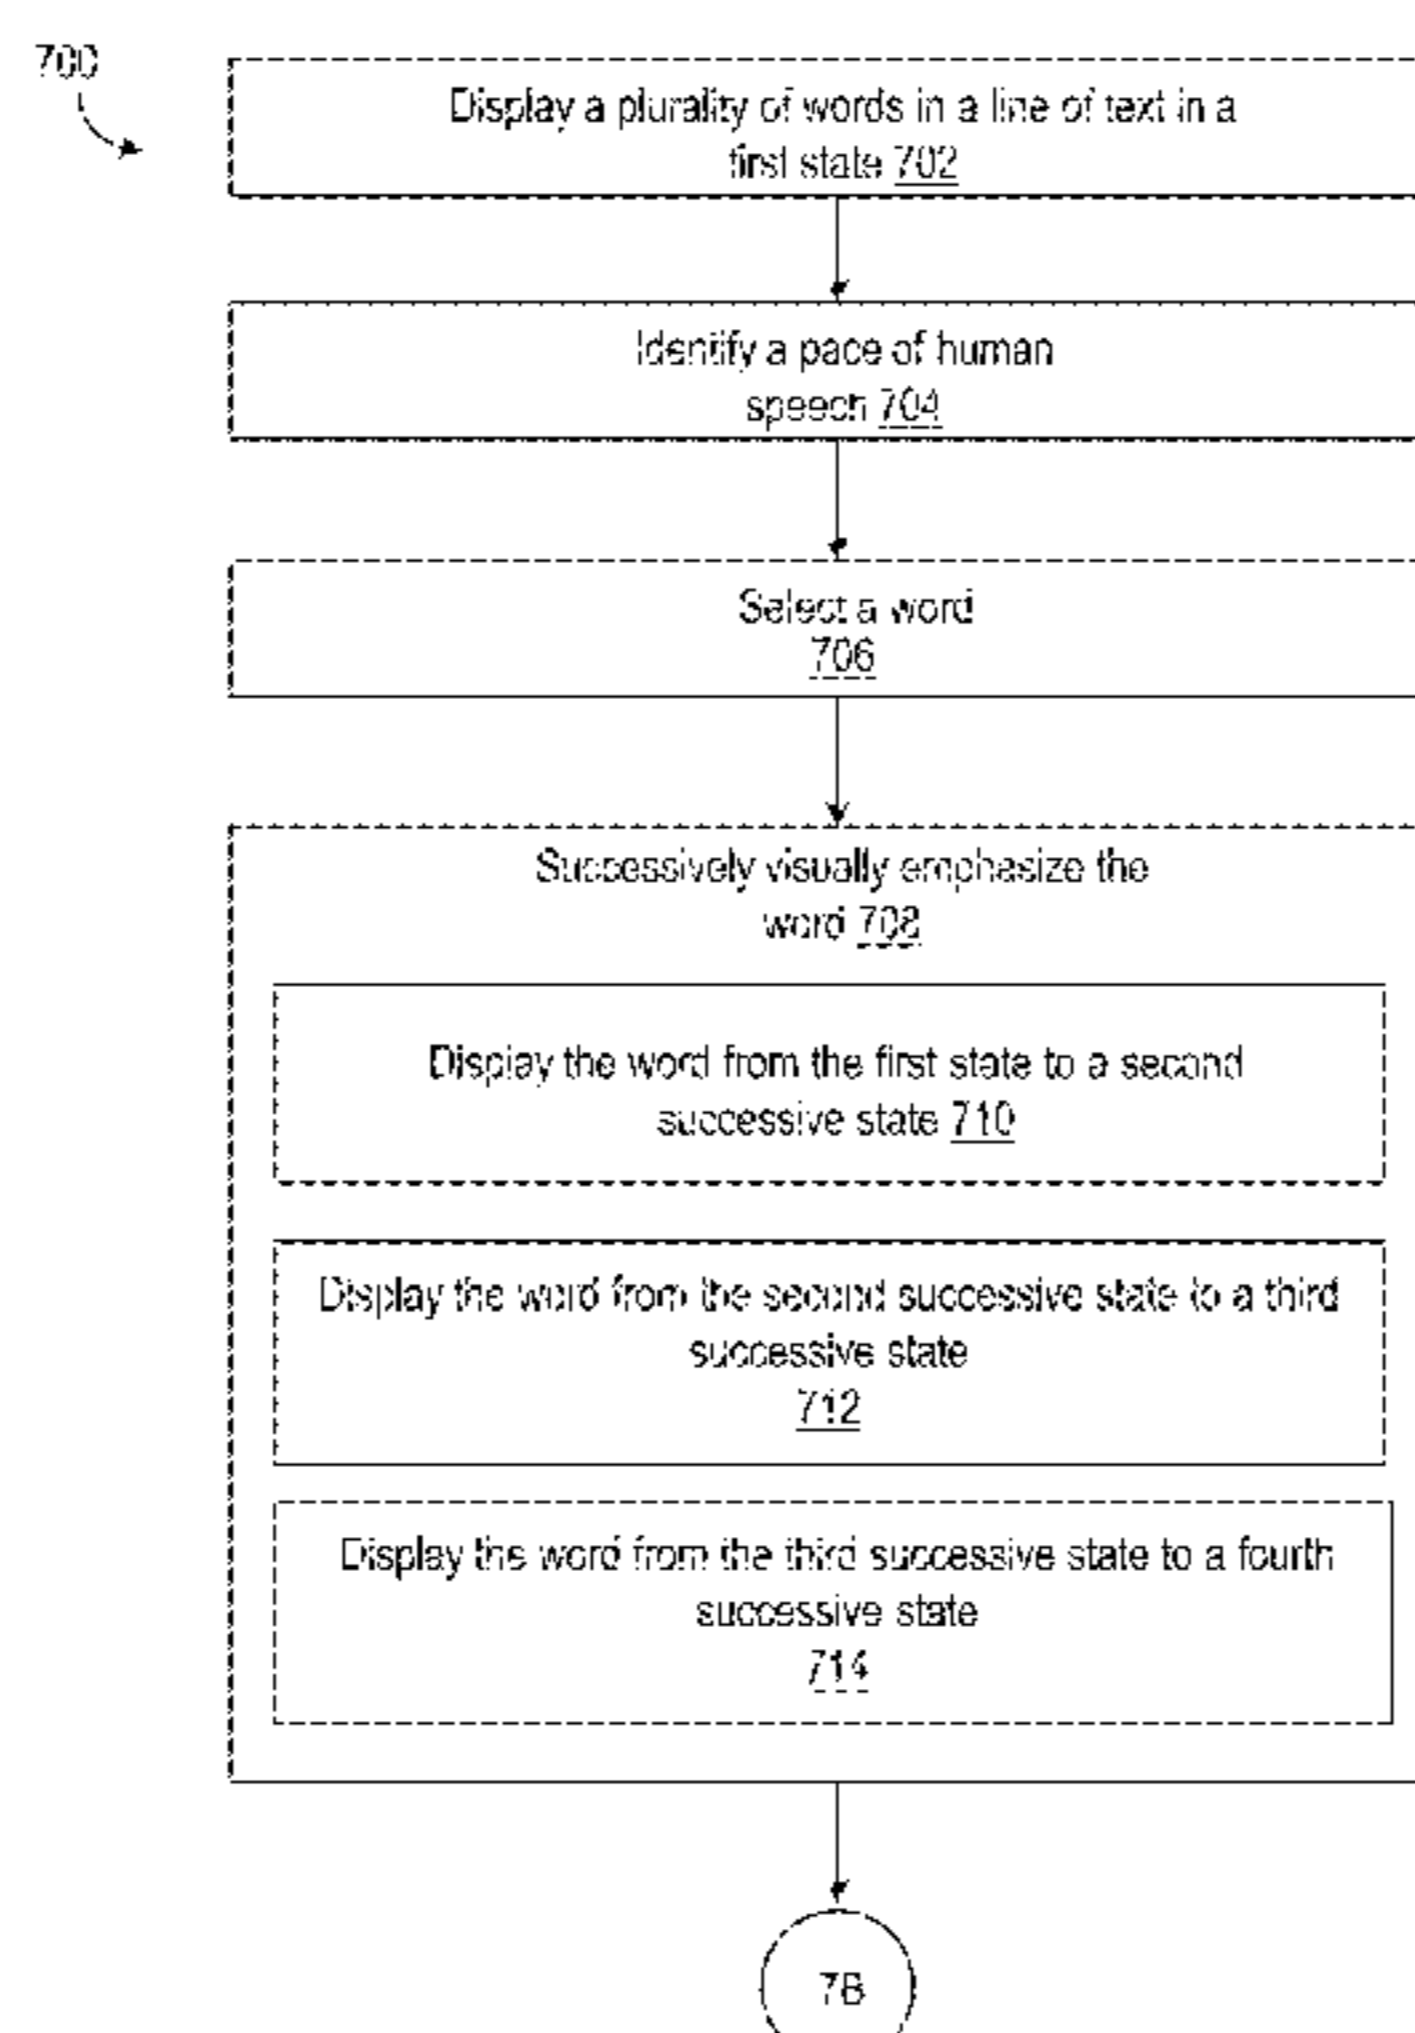 700
Display a plurality of words in a line of text in a
first state 702
Identify a pace of human
speech 704
Select a word
706
Successively visually emphasize the
word 708
Display the word from the first state to a second
successive state 710
Display the word from the second successive state to a third
successive state
712
Display the word from the third successive state to a fourth
successive state
714
7B